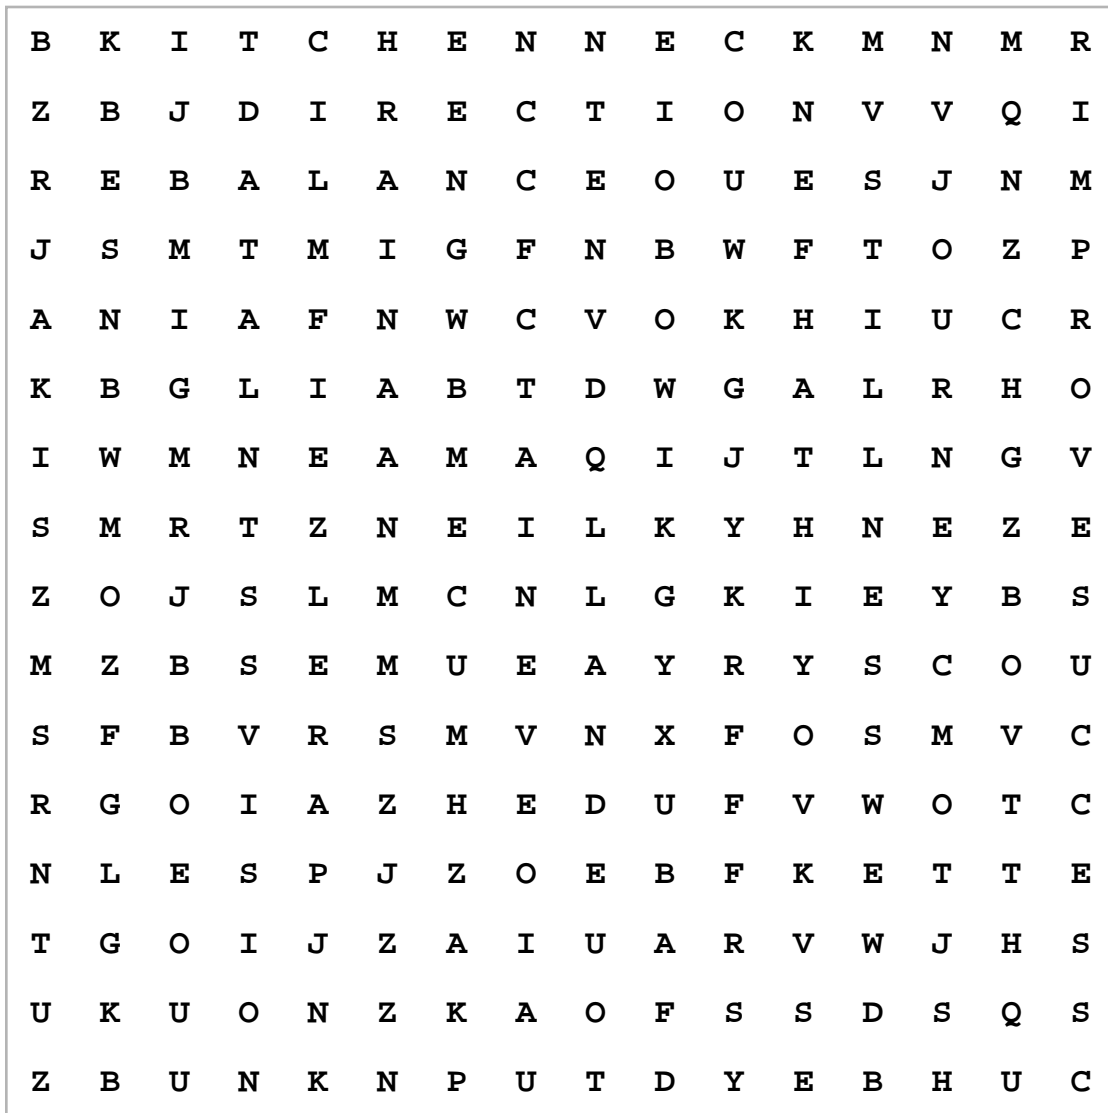 B K I T C H E N N E C K M N M R
Z B J D I R E C T I O N V V Q I
R E B A L A N C E O U E S J N M
J S M T M I G F N B W F T O Z P
A N I A F N W C V O K H I U C R
K B G L I A B T D W G A L R H O
I W M N E A M A Q I J T L N G V
S M R T Z N E I L K Y H N E Z E
Z O J S L M C N L G K I E Y B S
M Z B S E M U E A Y R Y S C O U
S F B V R S M V N X F O S M V C
R G O I A Z H E D U F V W O T C
N L E S P J Z O E B F K E T T E
T G O I J Z A I U A R V W J H S
U K U O N Z K A O F S S D S Q S
Z B U N K N P U T D Y E B H U C